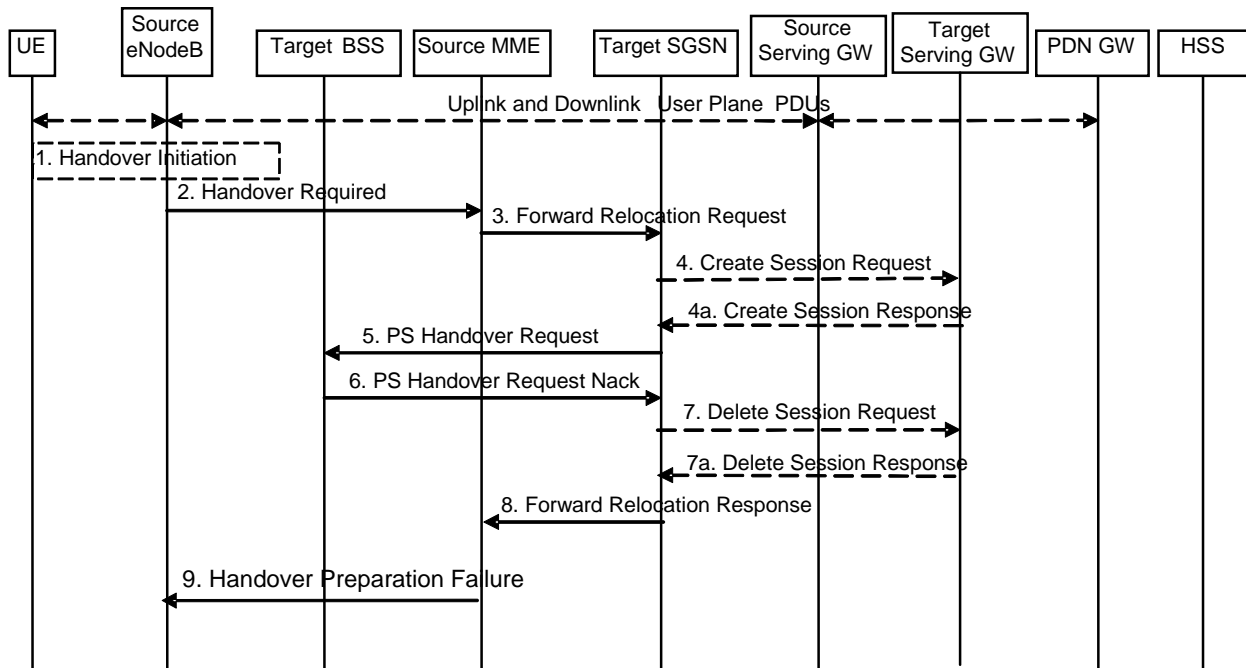 UE
Source
eNodeB
Target BSS
Source MME
Target SGSN
Source
Serving GW
Target
Serving GW
PDN GW
HSS
Uplink and Downlink User Plane PDUs
1. Handover Initiation
2. Handover Required
3. Forward Relocation Request
4. Create Session Request
4a. Create Session Response
5. PS Handover Request
6. PS Handover Request Nack
7. Delete Session Request
7a. Delete Session Response
8. Forward Relocation Response
9. Handover Preparation Failure